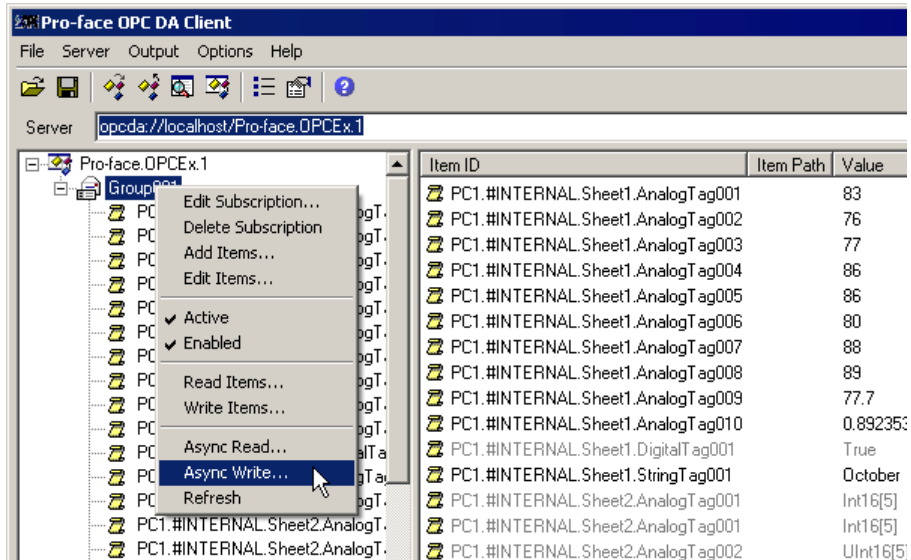 Pro-face OPC DA Client
File Server Output Options Help
Server opcda://localhost/Pro-face.OPCEx.1
Pro-face.OPCEx.1
Group001
Edit Subscription...
Delete Subscription
Add Items...
Edit Items...
Active
Enabled
Read Items...
Write Items...
Async Read...
Async Write...
Refresh
PC1.#INTERNAL.Sheet2.AnalogT
PC1.#INTERNAL.Sheet2.AnalogT
Item ID Item Path Value
PC1.#INTERNAL.Sheet1.AnalogTag001 83
PC1.#INTERNAL.Sheet1.AnalogTag002 76
PC1.#INTERNAL.Sheet1.AnalogTag003 77
PC1.#INTERNAL.Sheet1.AnalogTag004 86
PC1.#INTERNAL.Sheet1.AnalogTag005 86
PC1.#INTERNAL.Sheet1.AnalogTag006 80
PC1.#INTERNAL.Sheet1.AnalogTag007 88
PC1.#INTERNAL.Sheet1.AnalogTag008 89
PC1.#INTERNAL.Sheet1.AnalogTag009 77.7
PC1.#INTERNAL.Sheet1.AnalogTag010 0.892353
PC1.#INTERNAL.Sheet1.DigitalTag001 True
PC1.#INTERNAL.Sheet1.StringTag001 October
PC1.#INTERNAL.Sheet2.AnalogTag001 Int16[5]
PC1.#INTERNAL.Sheet2.AnalogTag001 Int16[5]
PC1.#INTERNAL.Sheet2.AnalogTag002 UInt16[5]